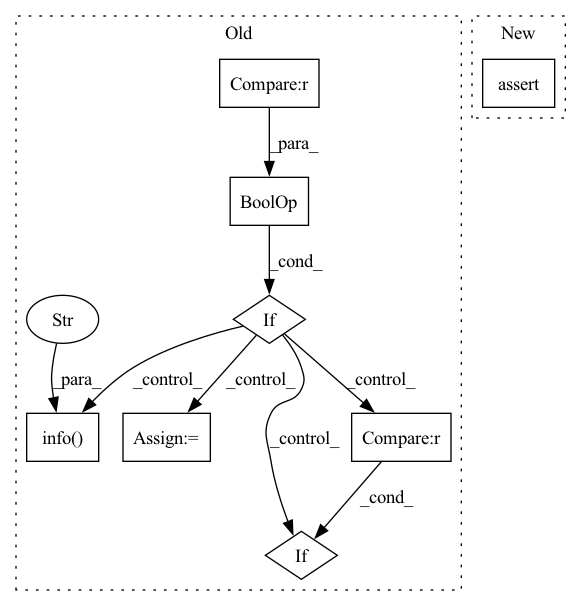 Old
New
Compare:r
assert
_para_
BoolOp
_cond_
Str
If
_para_
_control_
_control_
_control_
info()
Assign:=
_control_
Compare:r
_cond_
If